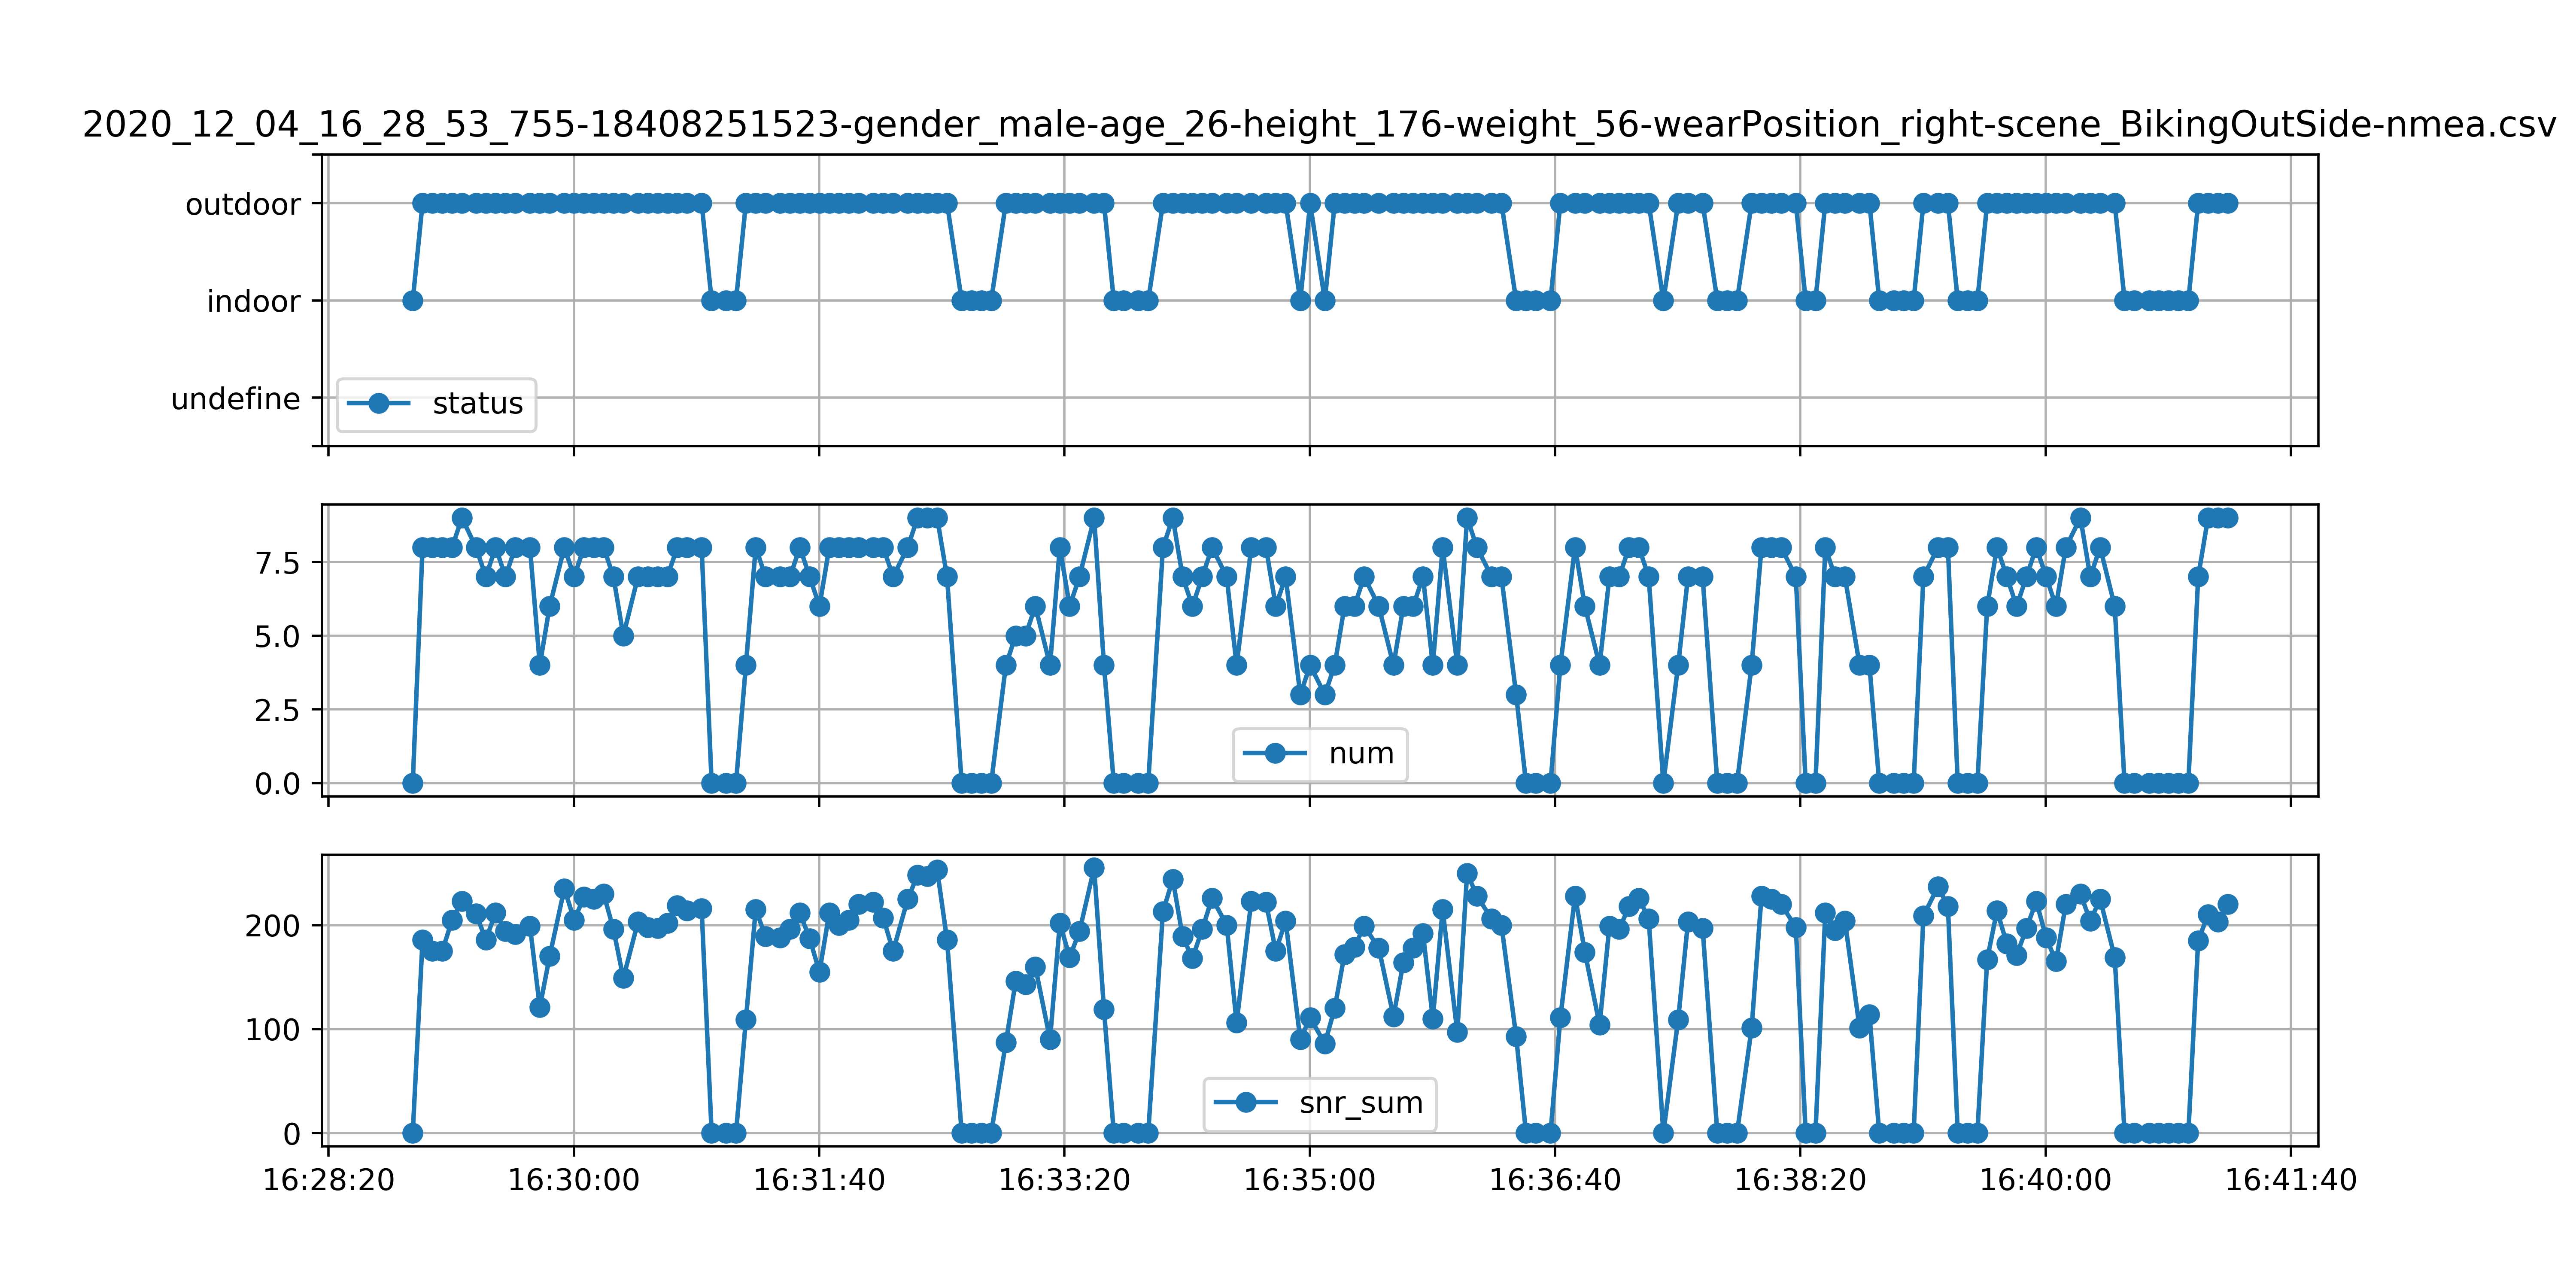 2020_12_04_16_28_53_755-18408251523-gender_male-age_26-height_176-weight_56-wearPosition_right-scene_BikingOutSide-nmea.csv
outdoor
indoor
undefine
status
7.5
5.0
2.5
0.0
num
200
100
0
snr_sum
16:28:20 16:30:00 16:31:40 16:33:20 16:35:00 16:36:40 16:38:20 16:40:00 16:41:40